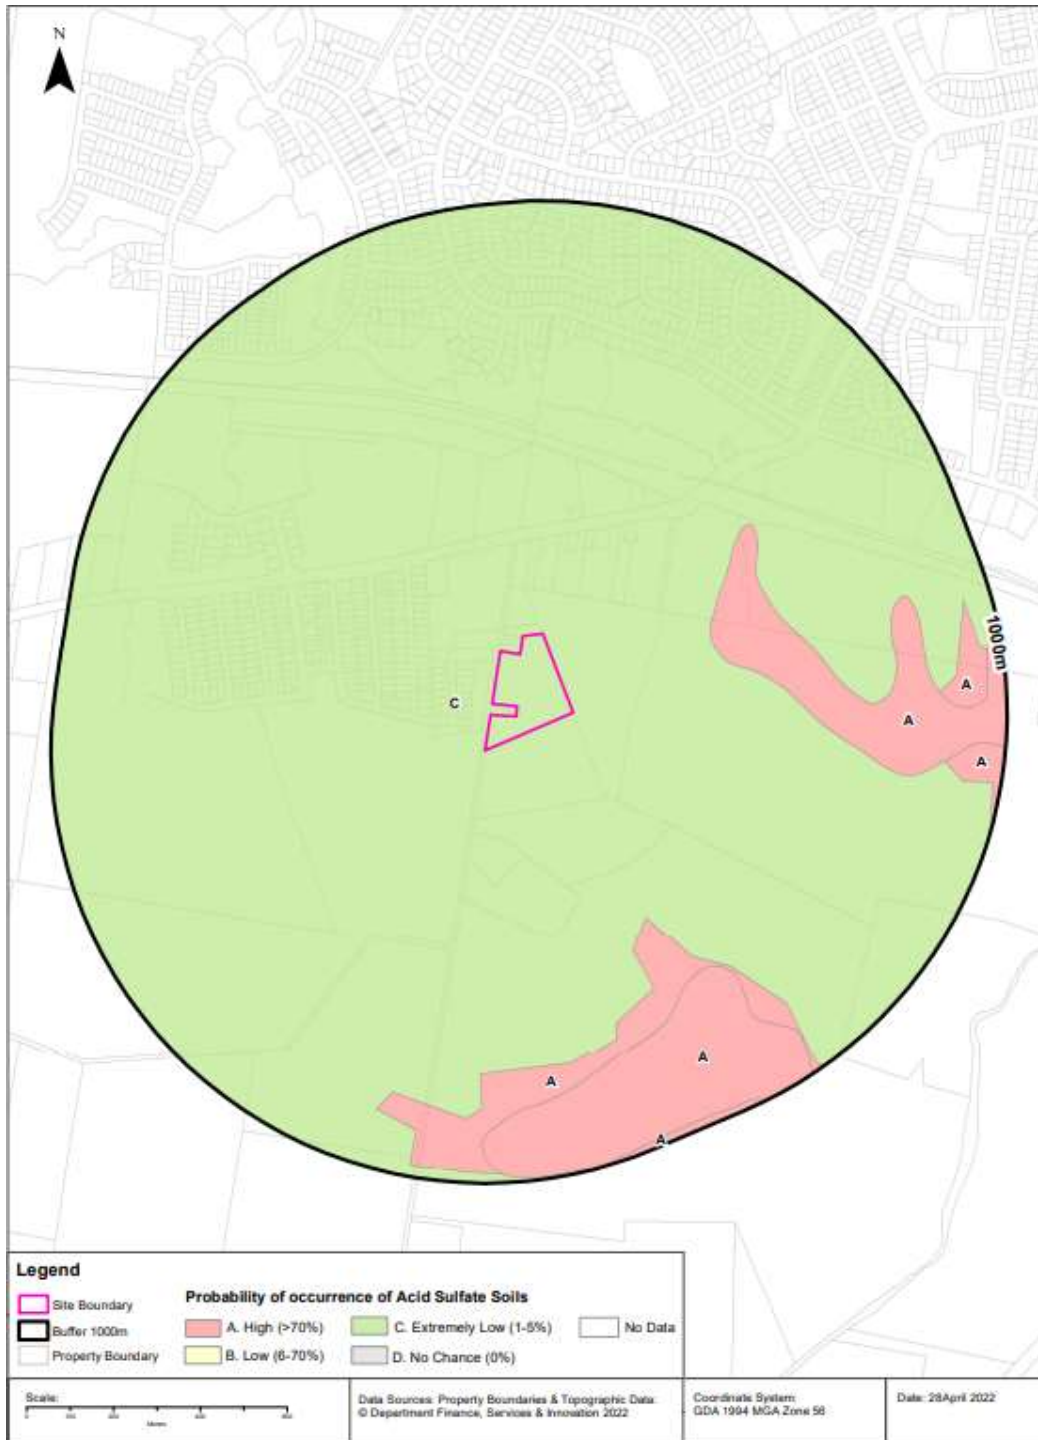 N
1000m
A
A
C
A
A
A
A
A
Legend
Site Boundary
Buffer 1000m
Property Boundary
Probability of occurrence of Acid Sulfate Soils
A. High (>70%)
C. Extremely Low (1-5%)
No Data
B. Low (6-70%)
D. No Chance (0%)
Scale:
Data Sources: Property Boundaries & Topographic Data:
© Department Finance, Services & Innovation 2022
Coordinate System:
GDA 1994 MGA Zone 56
Date: 28April 2022